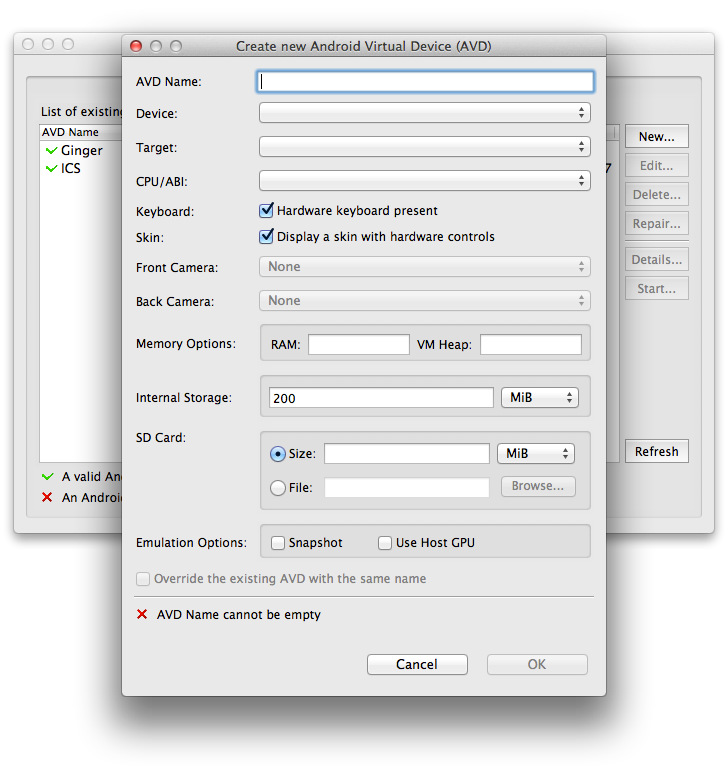 Create new Android Virtual Device (AVD)
AVD Name:
Device:
Target:
CPU/ABI:
Keyboard: Hardware keyboard present
Skin: Display a skin with hardware controls
Front Camera: None
Back Camera: None
Memory Options: RAM: VM Heap:
Internal Storage: 200 MiB
SD Card:
Size: MiB
File: Browse...
Emulation Options: Snapshot Use Host GPU
Override the existing AVD with the same name
AVD Name cannot be empty
Cancel OK
List of existing
AVD Name
Ginger
ICS 7
A valid An
An Android
New...
Edit...
Delete...
Repair...
Details...
Start...
Refresh